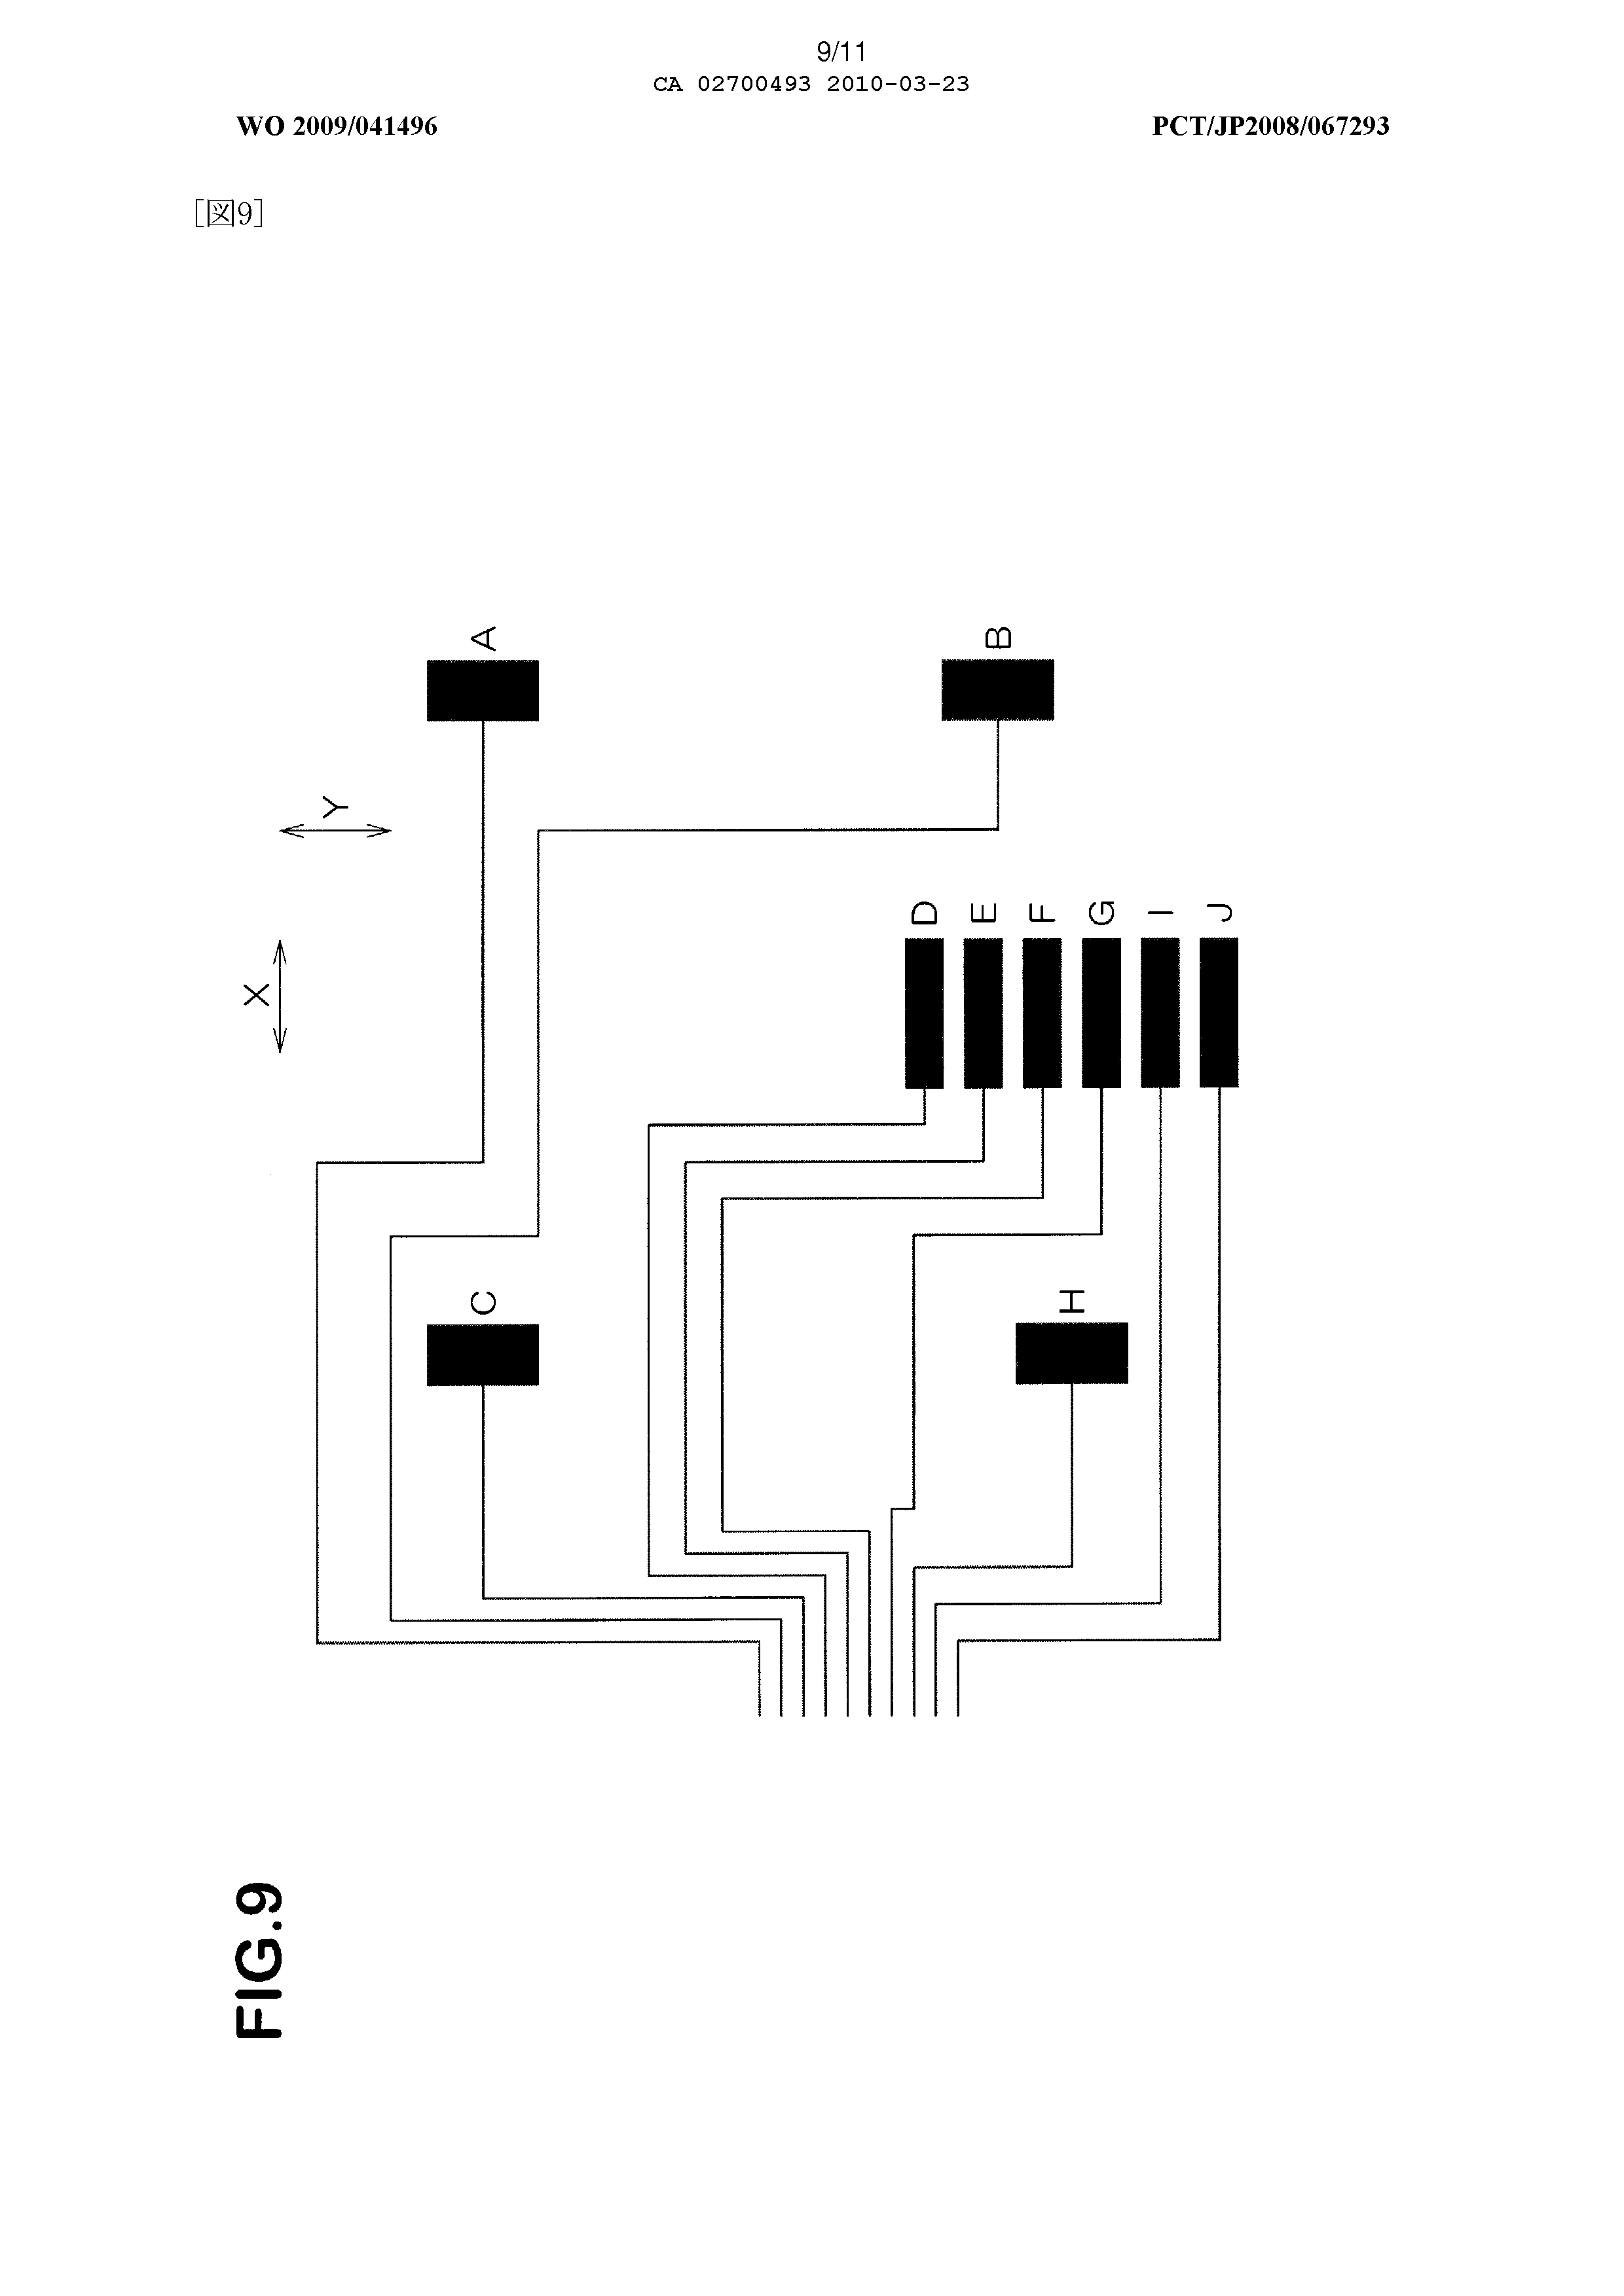 9/11
CA 02700493 2010-03-23
WO 2009/041496
PCT/JP2008/067293
[図9]
A
B
Y
X
D
E
F
G
I
J
C
H
FIG.9